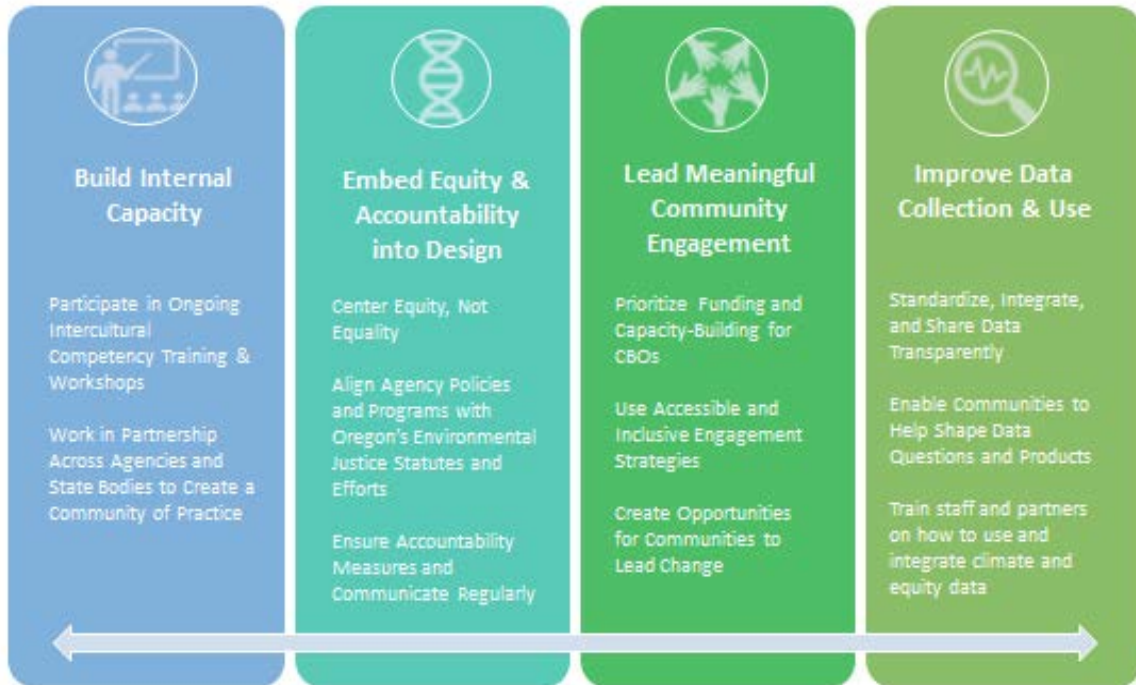 Build Internal
Capacity
Participate in Ongoing
Intercultural
Competency Training &
Workshops
Work in Partnership
Across Agencies and
State Bodies to Create a
Community of Practice
Embed Equity &
Accountability
into Design
Center Equity, Not
Equality
Align Agency Policies
and Programs with
Oregon's Environmental
Justice Statutes and
Efforts
Ensure Accountability
Measures and
Communicate Regularly
Lead Meaningful
Community
Engagement
Prioritize Funding and
Capacity-Building for
CBOs
Use Accessible and
Inclusive Engagement
Strategies
Create Opportunities
for Communities to
Lead Change
Improve Data
Collection & Use
Standardize, Integrate,
and Share Data
Transparently
Enable Communities to
Help Shape Data
Questions and Products
Train staff and partners
on how to use and
integrate climate and
equity data